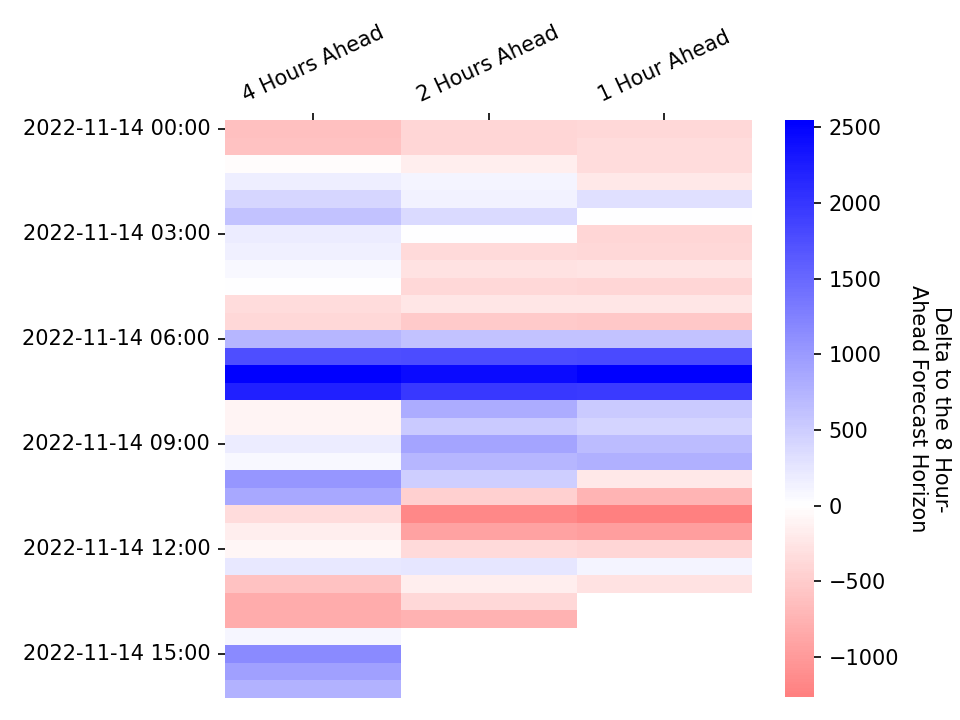 4 Hours Ahead
2 Hours Ahead
1 Hour Ahead
2022-11-14 00:00
2022-11-14 03:00
2022-11-14 06:00
2022-11-14 09:00
2022-11-14 12:00
2022-11-14 15:00
2500
2000
1500
1000
500
0
−500
−1000
Delta to the 8 Hour-
Ahead Forecast Horizon